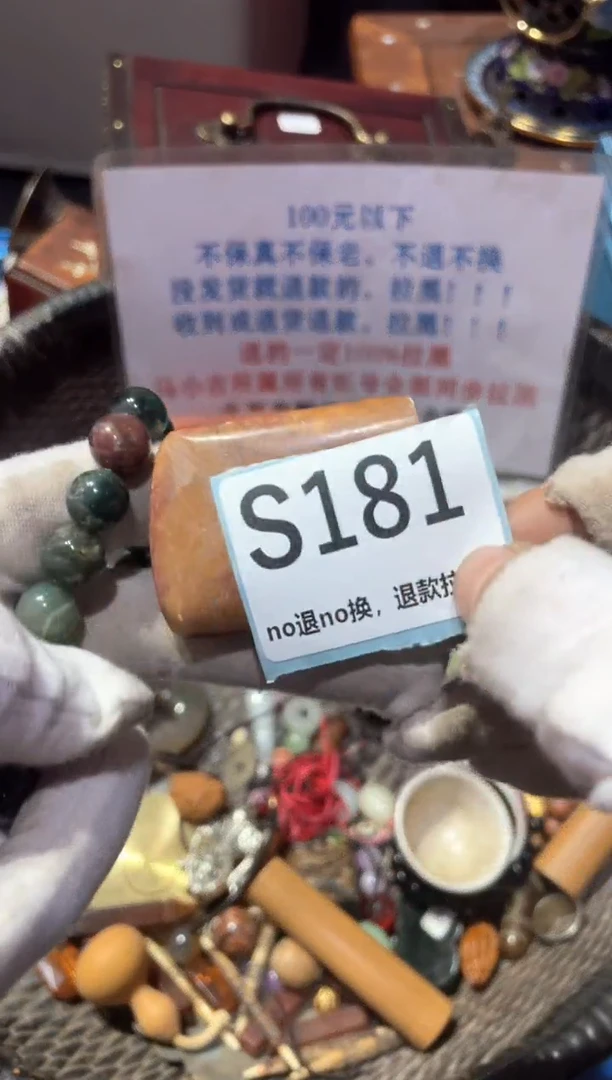 100元以下
不保真不保老，不退不换
没发货就退款的，拉黑！！！
收到或退货退款，拉黑！！！
退的一定100%拉黑
S181
no退no换，退款